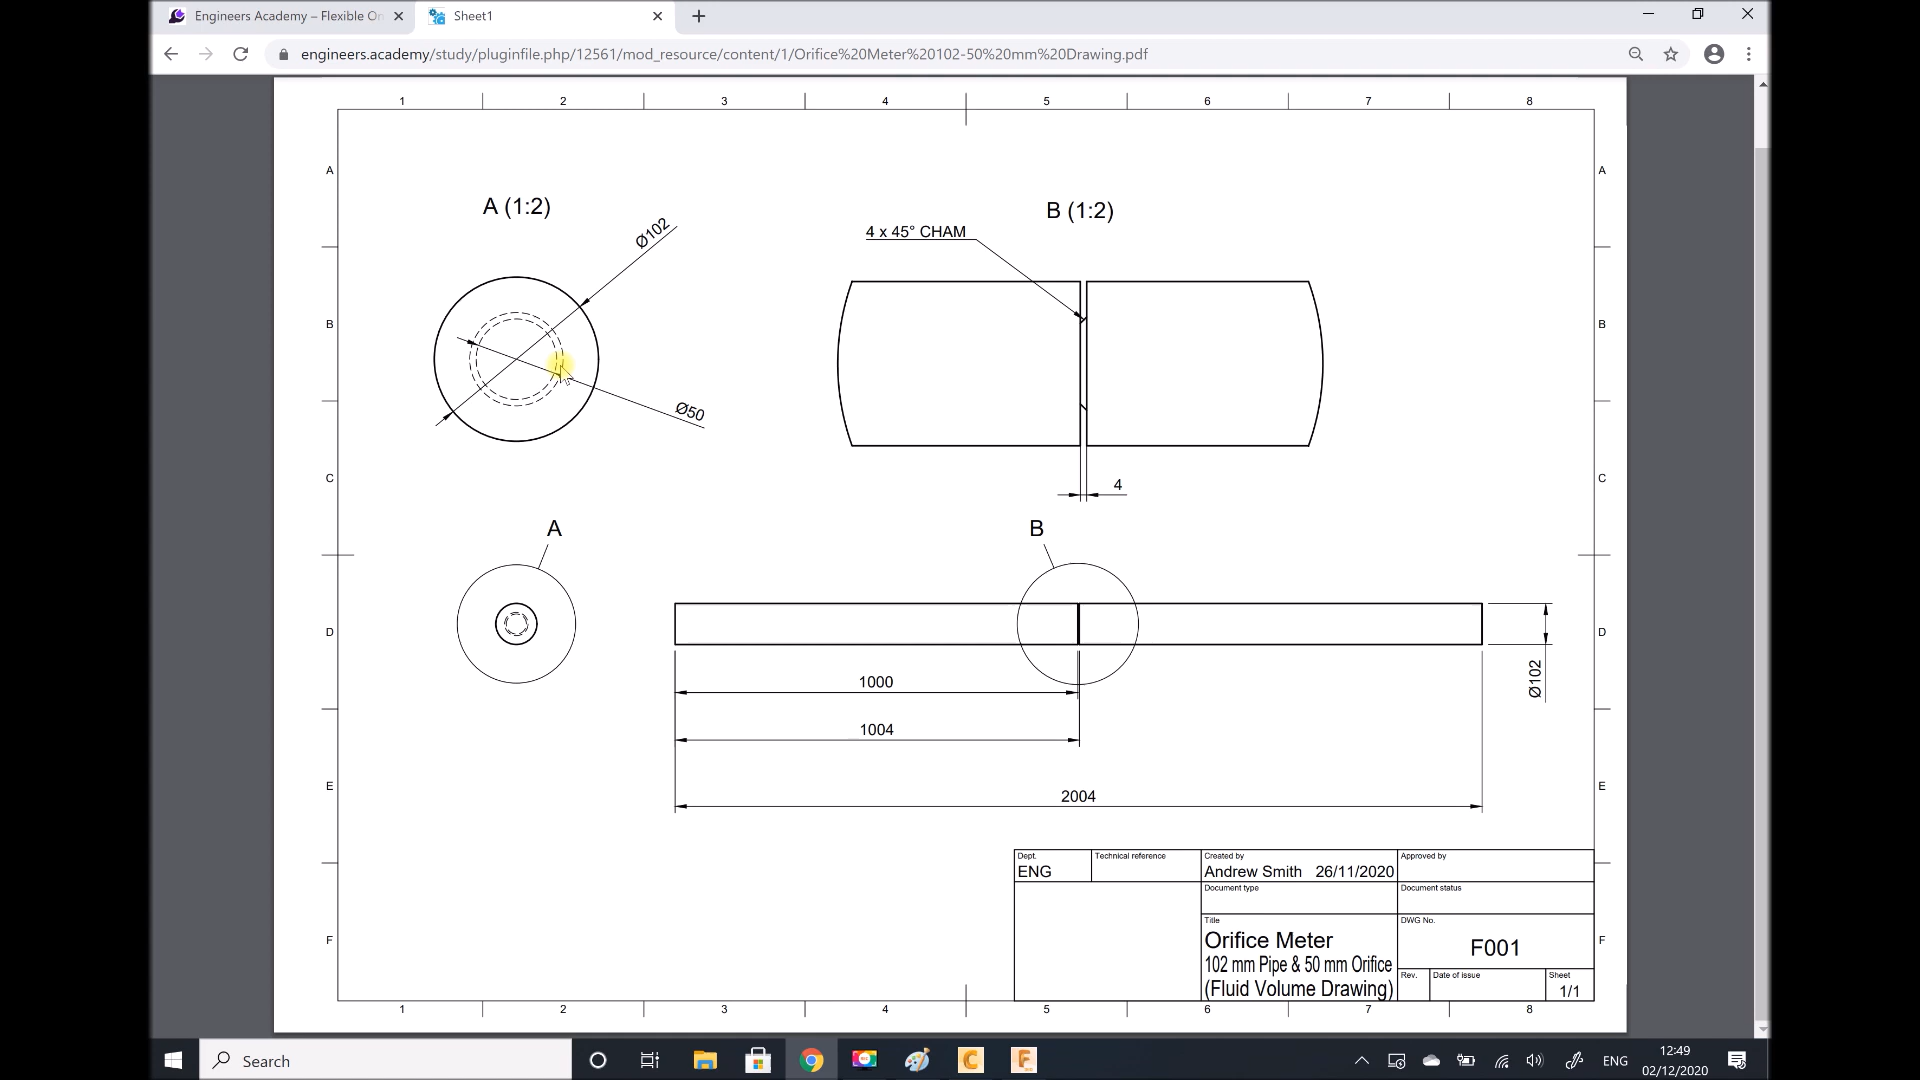 Engineers Academy – Flexible On
Sheet1
engineers.academy/study/pluginfile.php/12561/mod_resource/content/1/Orifice%20Meter%20102-50%20mm%20Drawing.pdf
1 2 3 4 5 6 7 8
A A
A (1:2)
B (1:2)
Ø102
4 x 45° CHAM
B B
Ø50
C C
4
A
B
D D
1000
Ø102
1004
E E
2004
Dept.
ENG
Technical reference
Created by
Andrew Smith 26/11/2020
Approved by
Document type
Document status
Title
Orifice Meter
102 mm Pipe & 50 mm Orifice
(Fluid Volume Drawing)
DWG No.
F001
Rev.
Date of issue
Sheet
1/1
F F
1 2 3 4 5 6 7 8
Search
ENG
12:49
02/12/2020